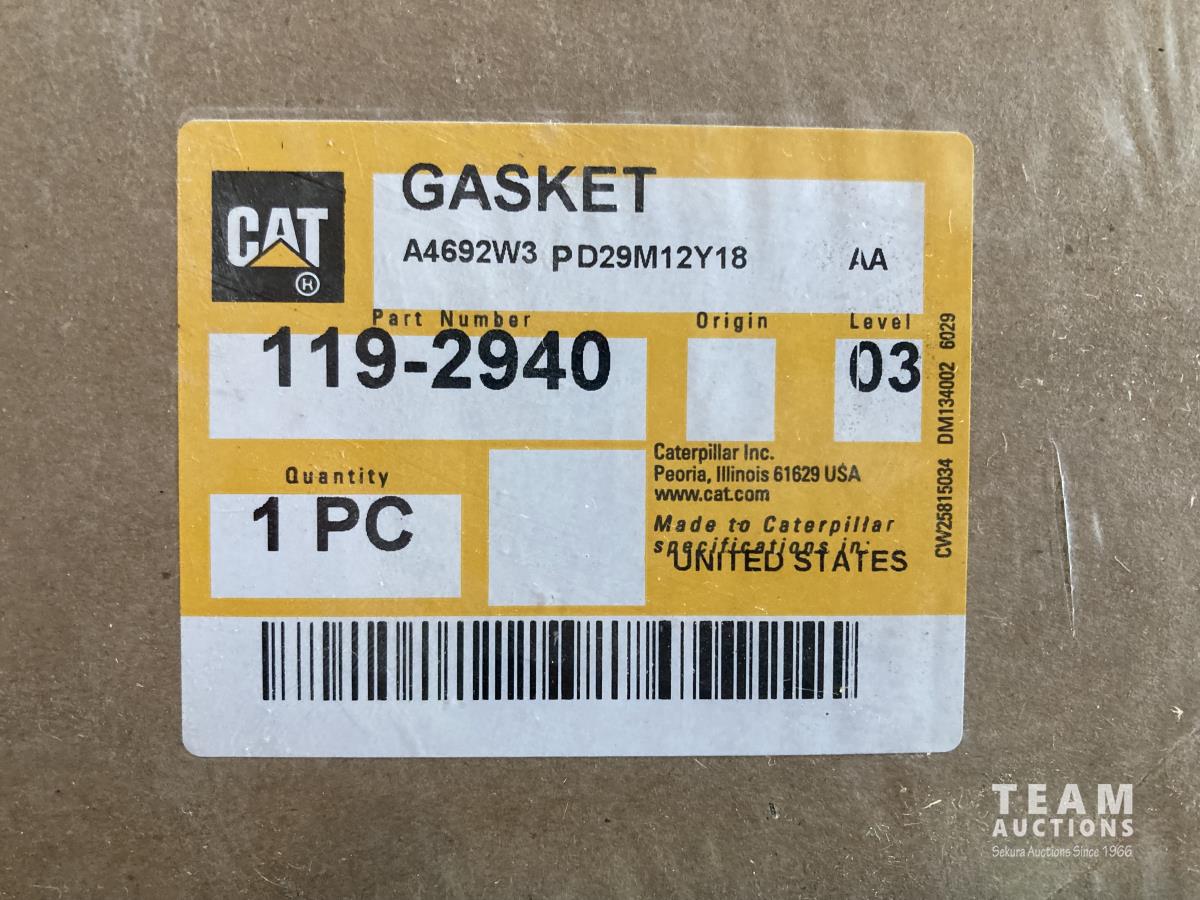 GASKET
CAT
®
A4692W3 PD29M12Y18 AA
Part Number Origin Level
119-2940 03
Caterpillar Inc.
Peoria, Illinois 61629 USA
www.cat.com
Quantity
1 PC
Made to Caterpillar
specifications in:
UNITED STATES
CW25815034 DM134002 6029
TEAM
AUCTIONS
Sekura Auctions Since 1966